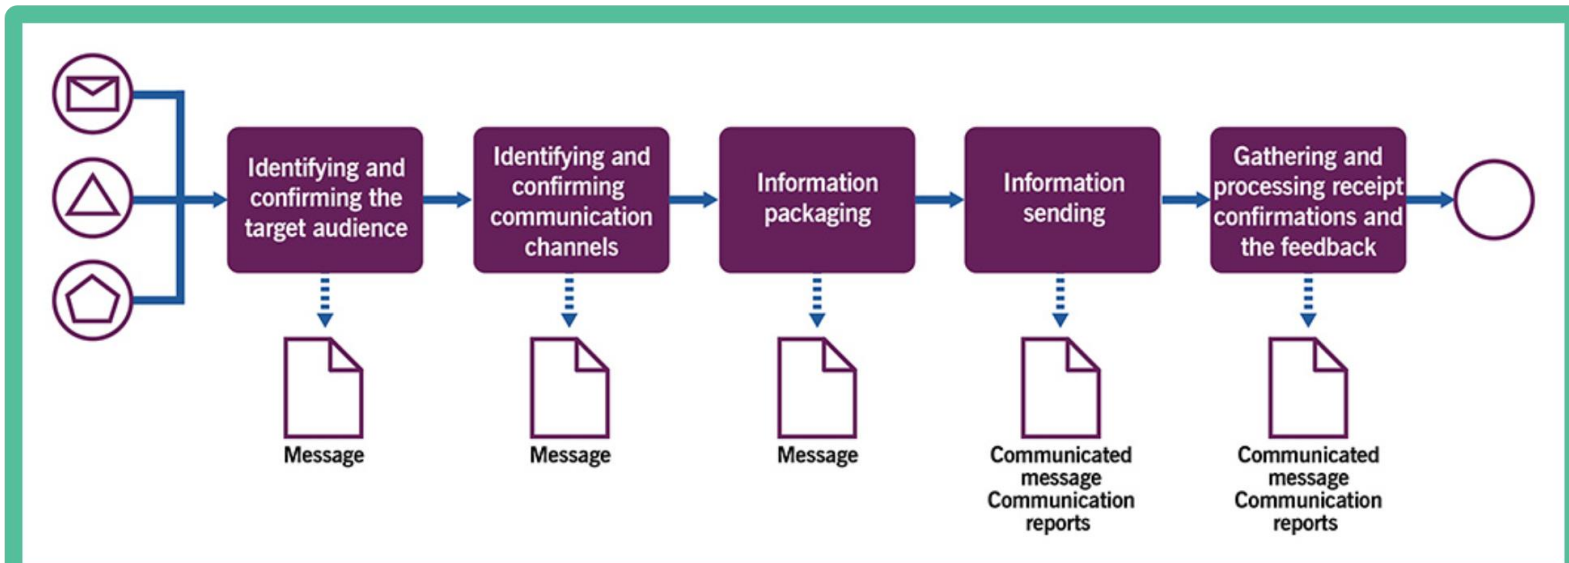 Identifying and
confirming the
target audience
Identifying and
confirming
communication
channels
Information
packaging
Information
sending
Gathering and
processing receipt
confirmations and
the feedback
Message
Message
Message
Communicated
message
Communication
reports
Communicated
message
Communication
reports